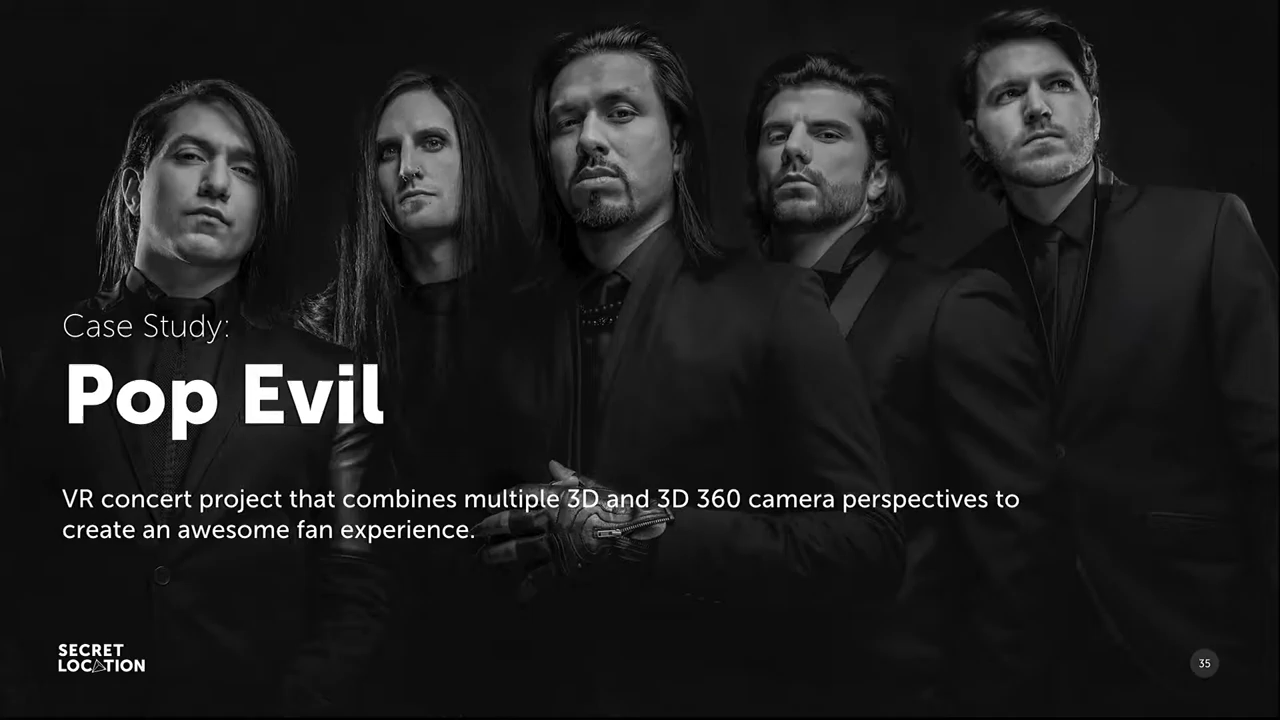 Case Study:
Pop Evil
VR concert project that combines multiple 3D and 3D 360 camera perspectives to
create an awesome fan experience.
SECRET
LOCATION
35